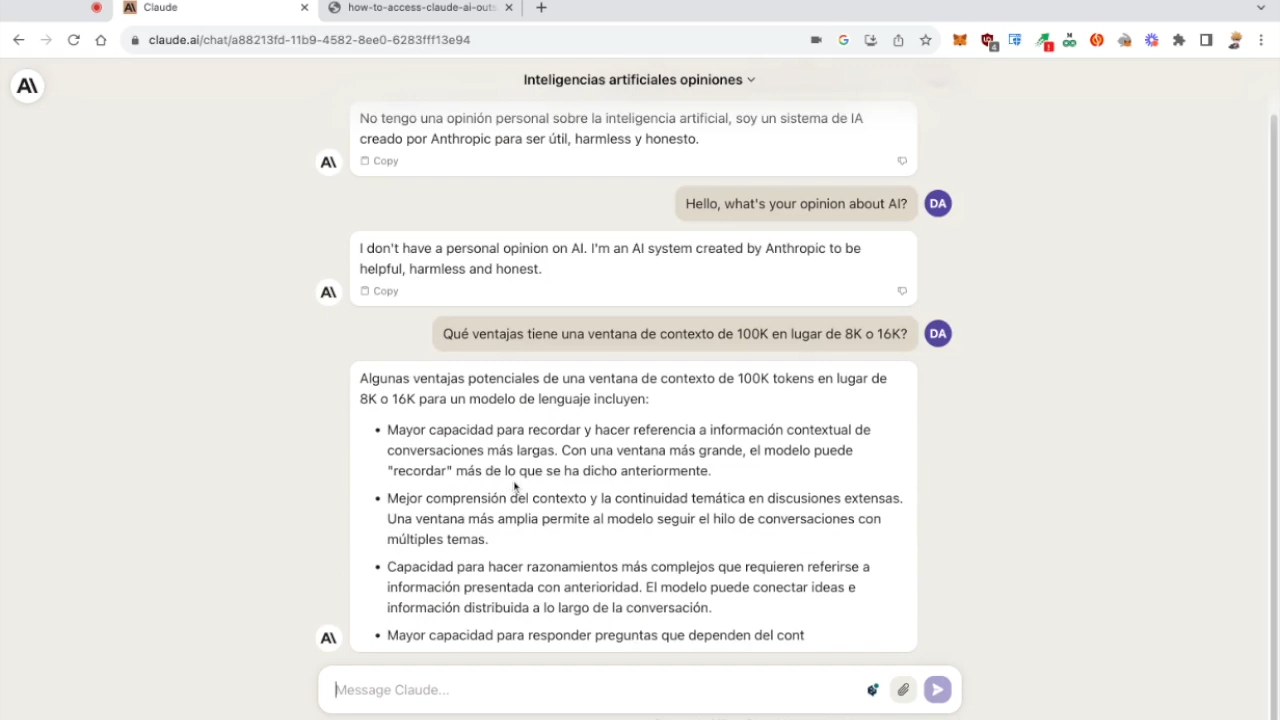 Claude
how-to-access-claude-ai-outs
claude.ai/chat/a88213fd-11b9-4582-8ee0-6283fff13e94
Inteligencias artificiales opiniones
No tengo una opinión personal sobre la inteligencia artificial, soy un sistema de IA
creado por Anthropic para ser útil, harmless y honesto.
Copy
Hello, what's your opinion about AI?
DA
I don't have a personal opinion on AI. I'm an AI system created by Anthropic to be
helpful, harmless and honest.
Copy
Qué ventajas tiene una ventana de contexto de 100K en lugar de 8K o 16K?
DA
Algunas ventajas potenciales de una ventana de contexto de 100K tokens en lugar de
8K o 16K para un modelo de lenguaje incluyen:
• Mayor capacidad para recordar y hacer referencia a información contextual de
conversaciones más largas. Con una ventana más grande, el modelo puede
"recordar" más de lo que se ha dicho anteriormente.
• Mejor comprensión del contexto y la continuidad temática en discusiones extensas.
Una ventana más amplia permite al modelo seguir el hilo de conversaciones con
múltiples temas.
• Capacidad para hacer razonamientos más complejos que requieren referirse a
información presentada con anterioridad. El modelo puede conectar ideas e
información distribuida a lo largo de la conversación.
• Mayor capacidad para responder preguntas que dependen del cont
Message Claude...